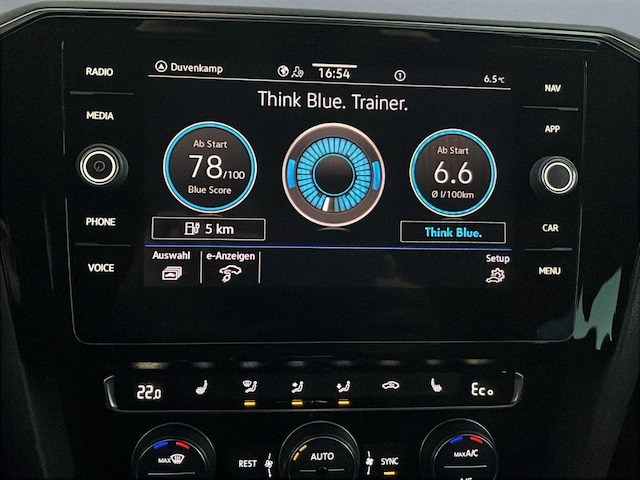 RADIO
MEDIA
PHONE
VOICE
Duvenkamp 16:54 1 6.5°C
Think Blue. Trainer.
Ab Start
78/100
Blue Score
Ab Start
6.6
Ø l/100km
5 km
Think Blue.
Auswahl e-Anzeigen Setup
NAV
APP
CAR
MENU
22.0 Eco
MAX REST AUTO SYNC MAX A/C